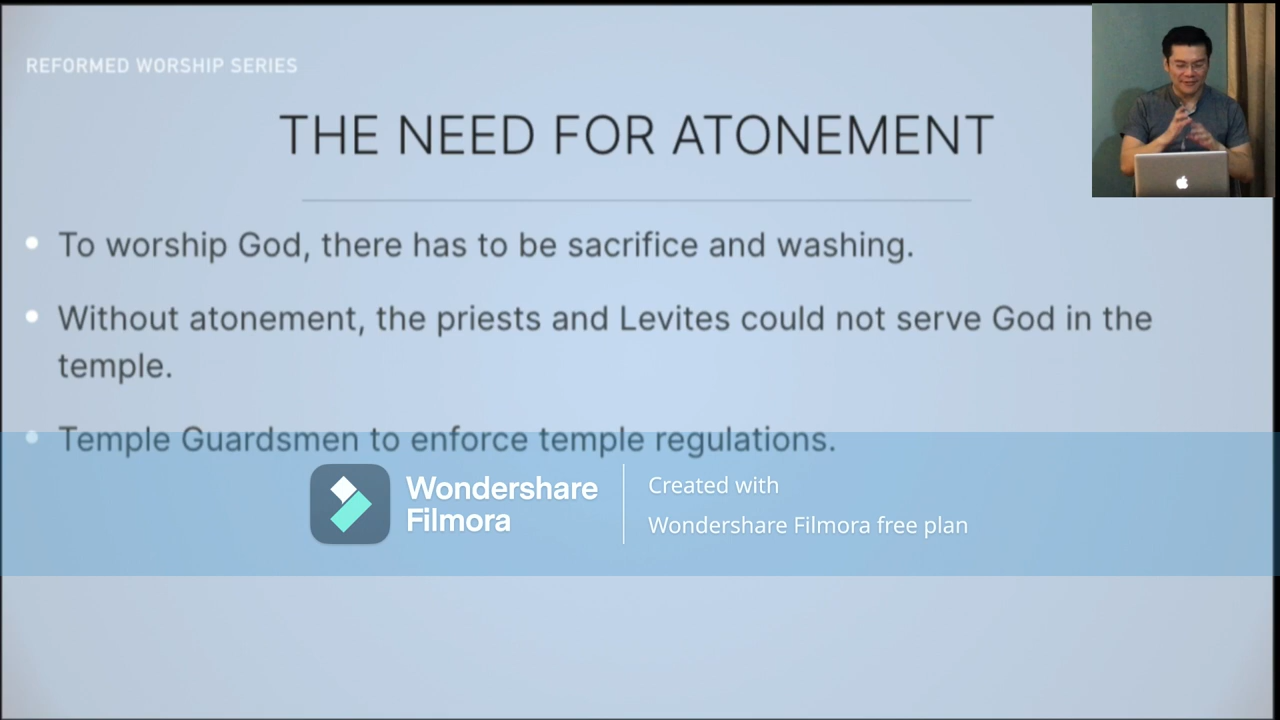 REFORMED WORSHIP SERIES
THE NEED FOR ATONEMENT
To worship God, there has to be sacrifice and washing.
Without atonement, the priests and Levites could not serve God in the
temple.
Temple Guardsmen to enforce temple regulations.
Wondershare
Filmora
Created with
Wondershare Filmora free plan